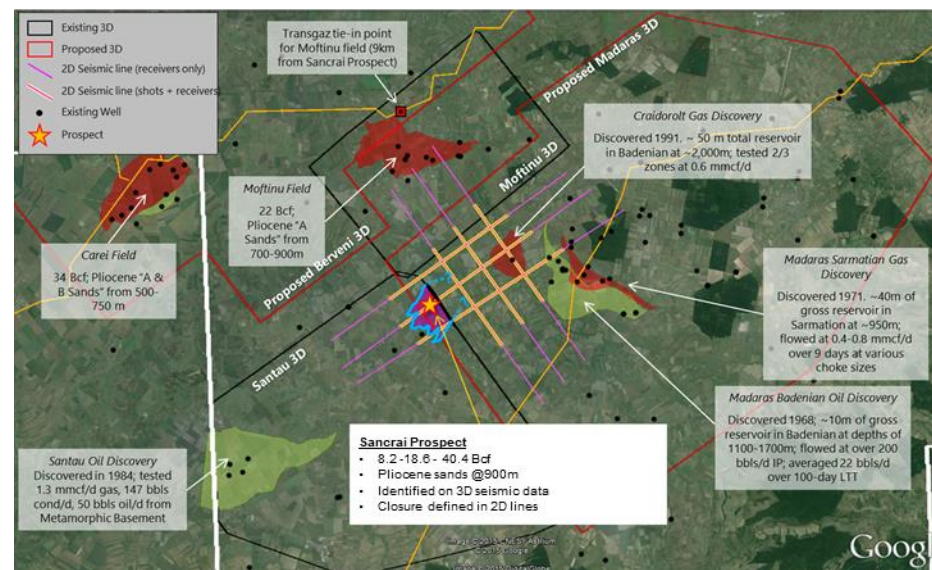 Existing 3D
Proposed 3D
2D Seismic line (receivers only)
2D Seismic line (shots + receivers)
Existing Well
Prospect
Transgaz tie-in point
for Moftinu field (9km
from Sancrai Prospect)
Proposed Madaras 3D
Craidorolt Gas Discovery
Discovered 1991. ~ 50 m total reservoir
in Badenian at ~2,000m; tested 2/3
zones at 0.6 mmcf/d
Moftinu Field
22 Bcf;
Pliocene "A
Sands" from
700-900m
Moftinu 3D
Proposed Berveni 3D
Carei Field
34 Bcf; Pliocene "A &
B Sands" from 500-
750 m
Madaras Sarmatian Gas
Discovery
Discovered 1971. ~40m of
gross reservoir in
Sarmation at ~950m;
flowed at 0.4-0.8 mmcf/d
over 9 days at various
choke sizes
Santau 3D
Madaras Badenian Oil Discovery
Discovered 1968; ~10m of gross
reservoir in Badenian at depths of
1100-1700m; flowed at over 200
bbls/d IP; averaged 22 bbls/d
over 100-day LTT
Santau Oil Discovery
Discovered in 1984; tested
1.3 mmcf/d gas, 147 bbls
cond/d, 50 bbls oil/d from
Metamorphic Basement
Sancrai Prospect
• 8.2 -18.6 - 40.4 Bcf
• Pliocene sands @900m
• Identified on 3D seismic data
• Closure defined in 2D lines
© 2015 Google
Goog